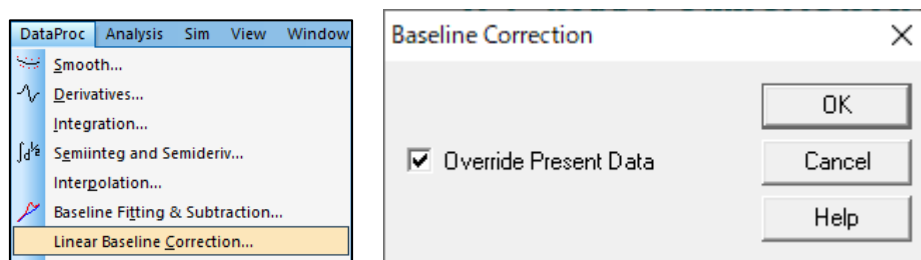 DataProc Analysis Sim View Window
Smooth...
Derivatives...
Integration...
Semiinteg and Semideriv...
Interpolation...
Baseline Fitting & Subtraction...
Linear Baseline Correction...
Baseline Correction
OK
Override Present Data
Cancel
Help